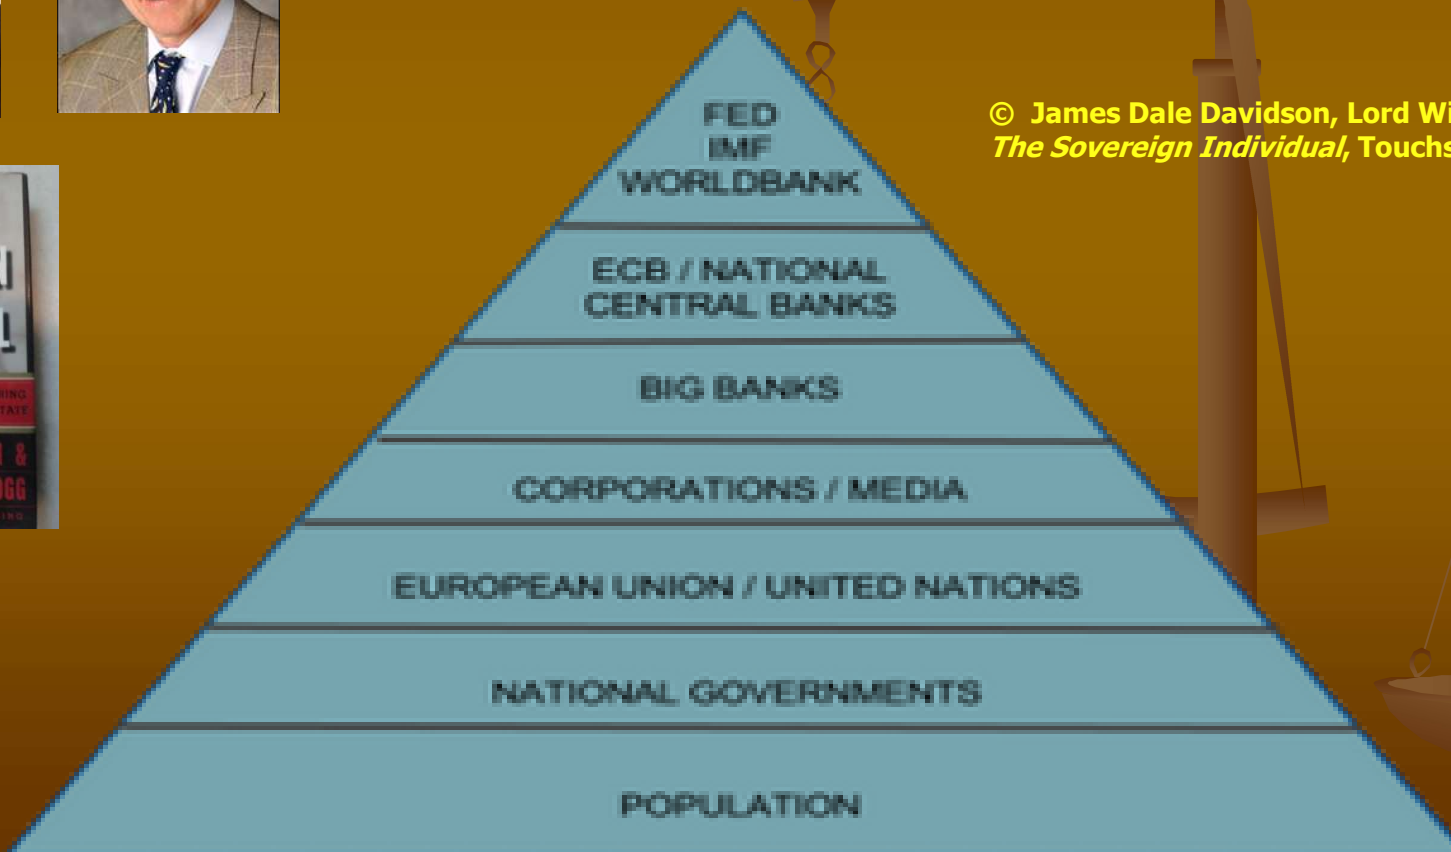 © James Dale Davidson, Lord
The Sovereign Individual,
FED
IMF
WORLDBANK
ECB / NATIONAL
CENTRAL BANKS
BIG BANKS
CORPORATIONS / MEDIA
EUROPEAN UNION / UNITED NATIONS
NATIONAL GOVERNMENTS
POPULATION
&